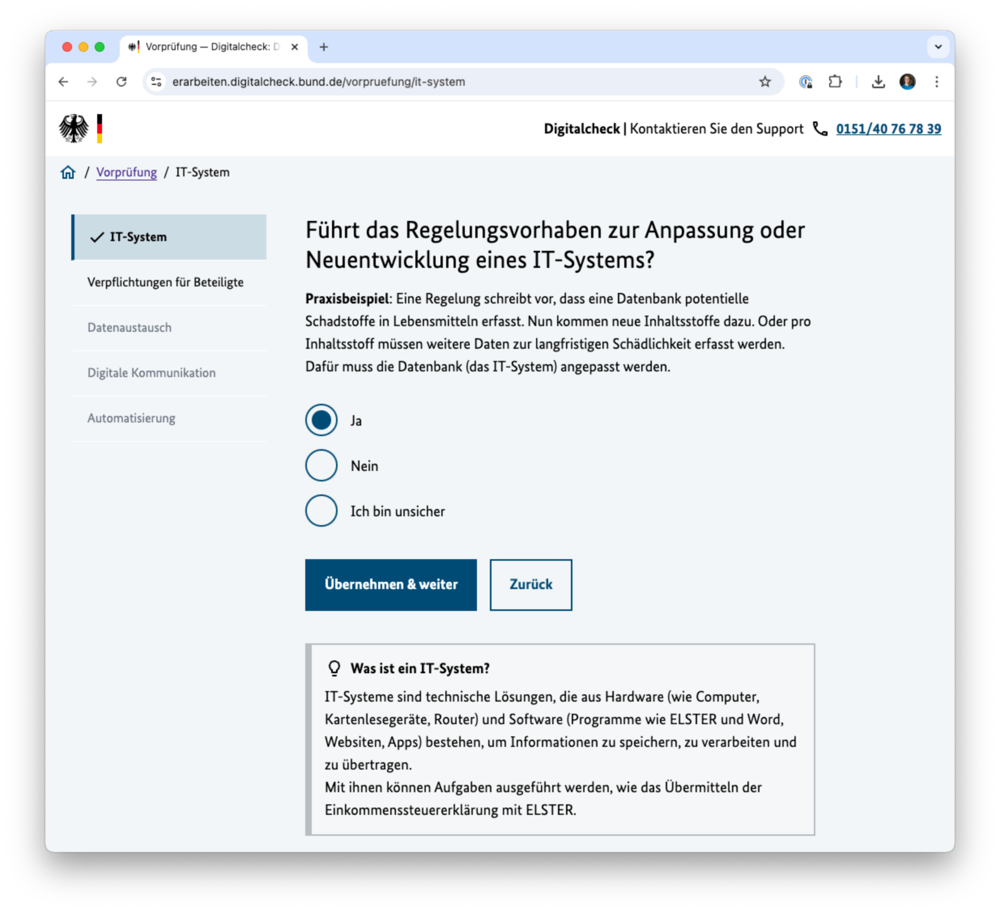 Vorprüfung — Digitalcheck: D
erarbeiten.digitalcheck.bund.de/vorpruefung/it-system
Digitalcheck | Kontaktieren Sie den Support 0151/40 76 78 39
/ Vorprüfung / IT-System
IT-System
Verpflichtungen für Beteiligte
Datenaustausch
Digitale Kommunikation
Automatisierung
Führt das Regelungsvorhaben zur Anpassung oder
Neuentwicklung eines IT-Systems?
Praxisbeispiel: Eine Regelung schreibt vor, dass eine Datenbank potentielle
Schadstoffe in Lebensmitteln erfasst. Nun kommen neue Inhaltsstoffe dazu. Oder pro
Inhaltsstoff müssen weitere Daten zur langfristigen Schädlichkeit erfasst werden.
Dafür muss die Datenbank (das IT-System) angepasst werden.
Ja
Nein
Ich bin unsicher
Übernehmen & weiter
Zurück
Was ist ein IT-System?
IT-Systeme sind technische Lösungen, die aus Hardware (wie Computer,
Kartenlesegeräte, Router) und Software (Programme wie ELSTER und Word,
Websiten, Apps) bestehen, um Informationen zu speichern, zu verarbeiten und
zu übertragen.
Mit ihnen können Aufgaben ausgeführt werden, wie das Übermitteln der
Einkommenssteuererklärung mit ELSTER.